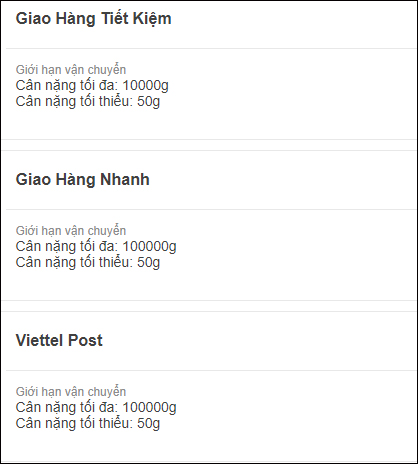 Giao Hàng Tiết Kiệm
Giới hạn vận chuyển
Cân nặng tối đa: 10000g
Cân nặng tối thiểu: 50g
Giao Hàng Nhanh
Giới hạn vận chuyển
Cân nặng tối đa: 100000g
Cân nặng tối thiểu: 50g
Viettel Post
Giới hạn vận chuyển
Cân nặng tối đa: 100000g
Cân nặng tối thiểu: 50g